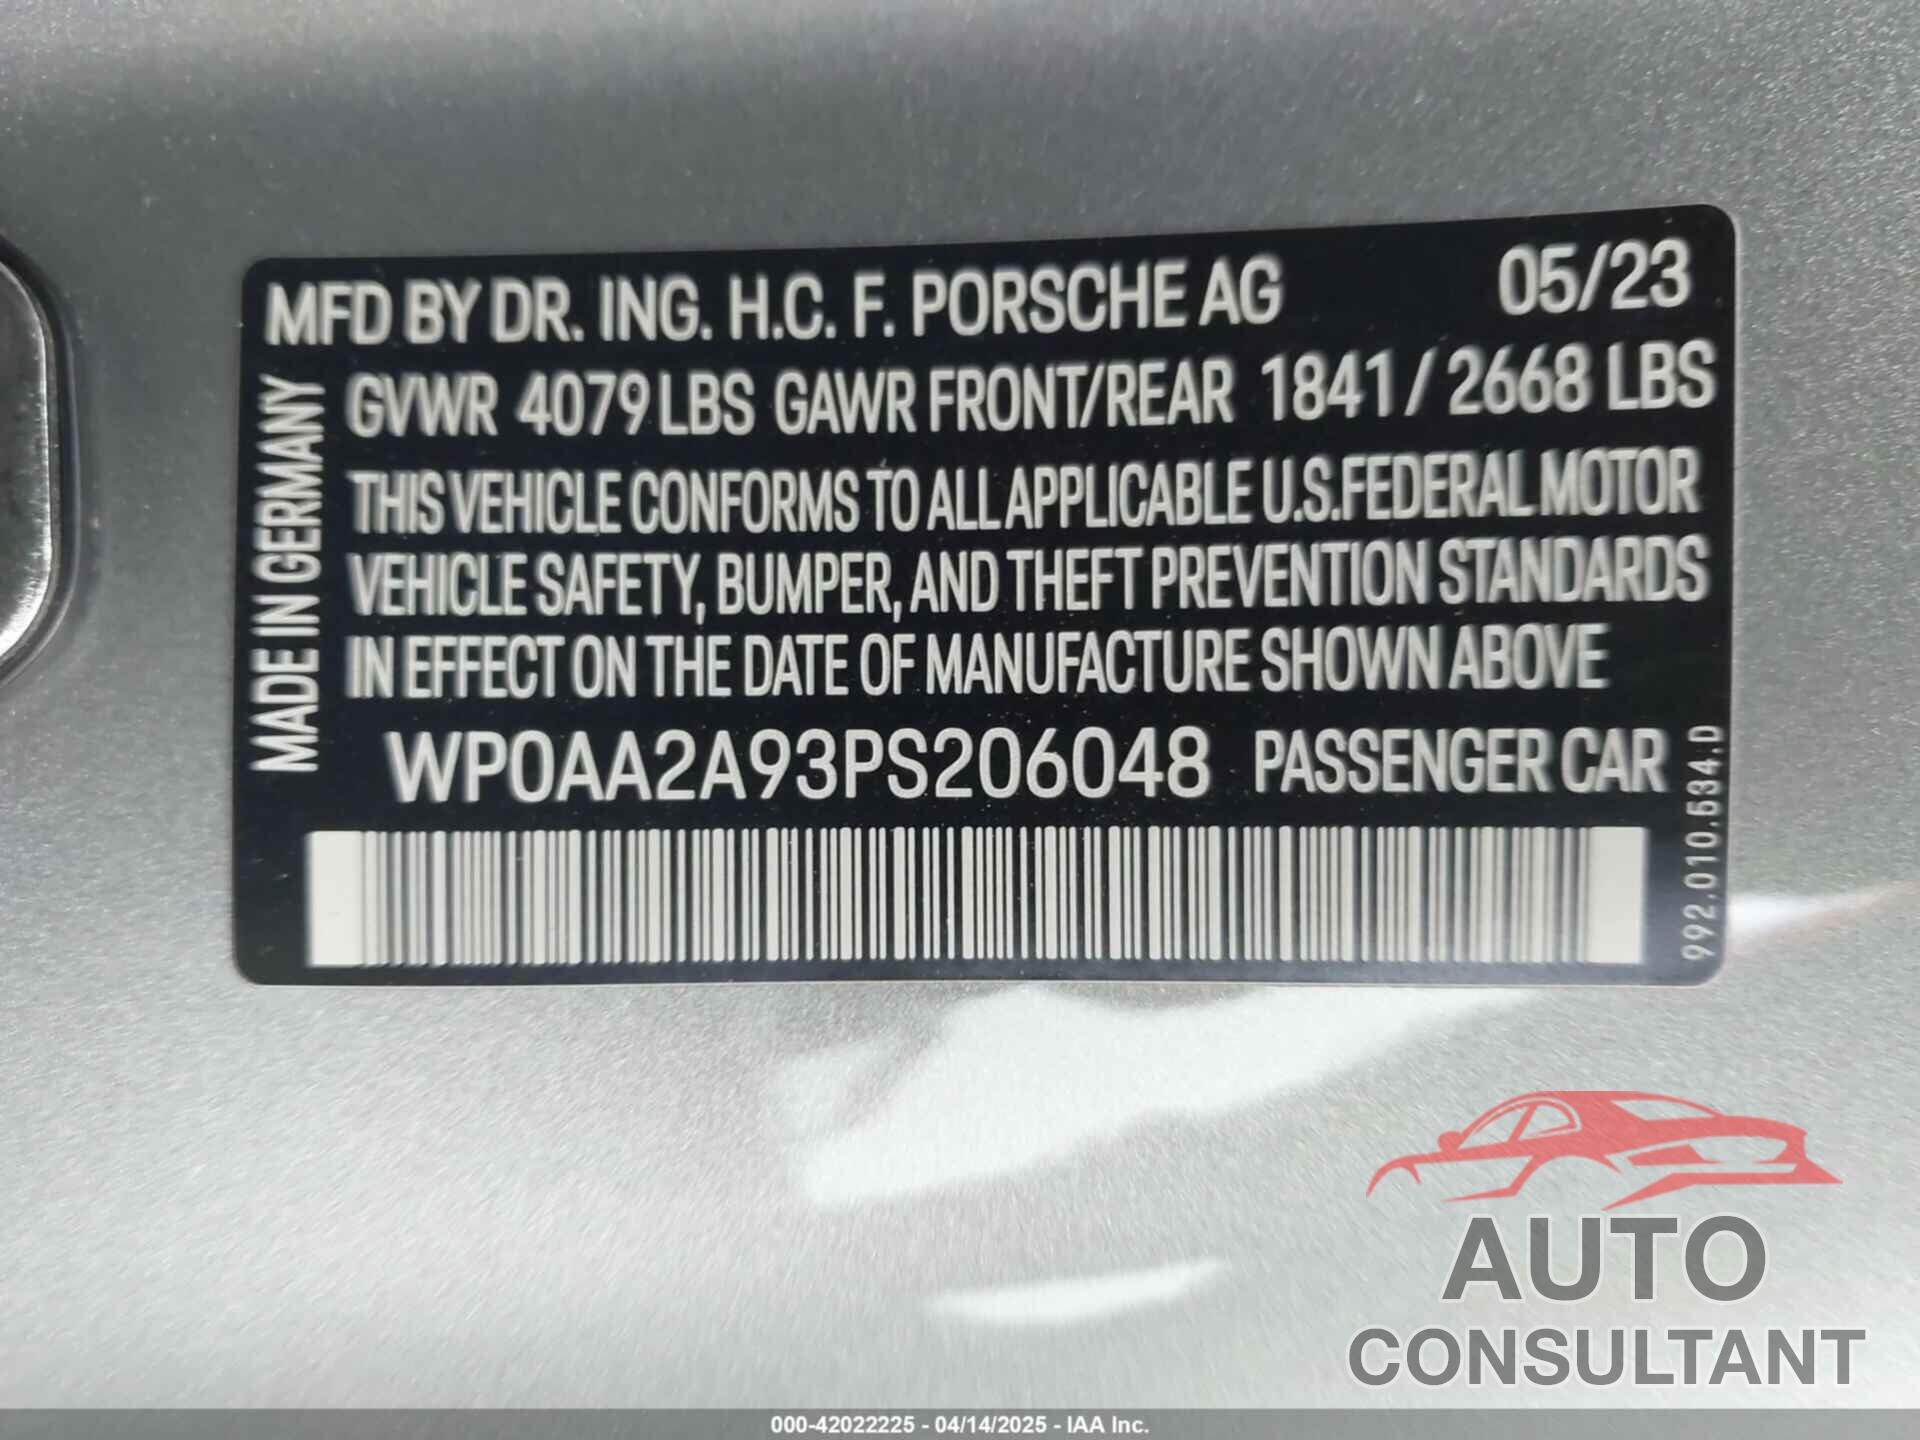 MFD BY DR. ING. H.C. F. PORSCHE AG 05/23
GVWR 4079 LBS GAWR FRONT/REAR 1841 / 2668 LBS
THIS VEHICLE CONFORMS TO ALL APPLICABLE U.S.FEDERAL MOTOR
VEHICLE SAFETY, BUMPER, AND THEFT PREVENTION STANDARDS
IN EFFECT ON THE DATE OF MANUFACTURE SHOWN ABOVE
WP0AA2A93PS206048 PASSENGER CAR
MADE IN GERMANY
992.010.534.D
AUTO
CONSULTANT
000-42022225 - 04/14/2025 - IAA Inc.